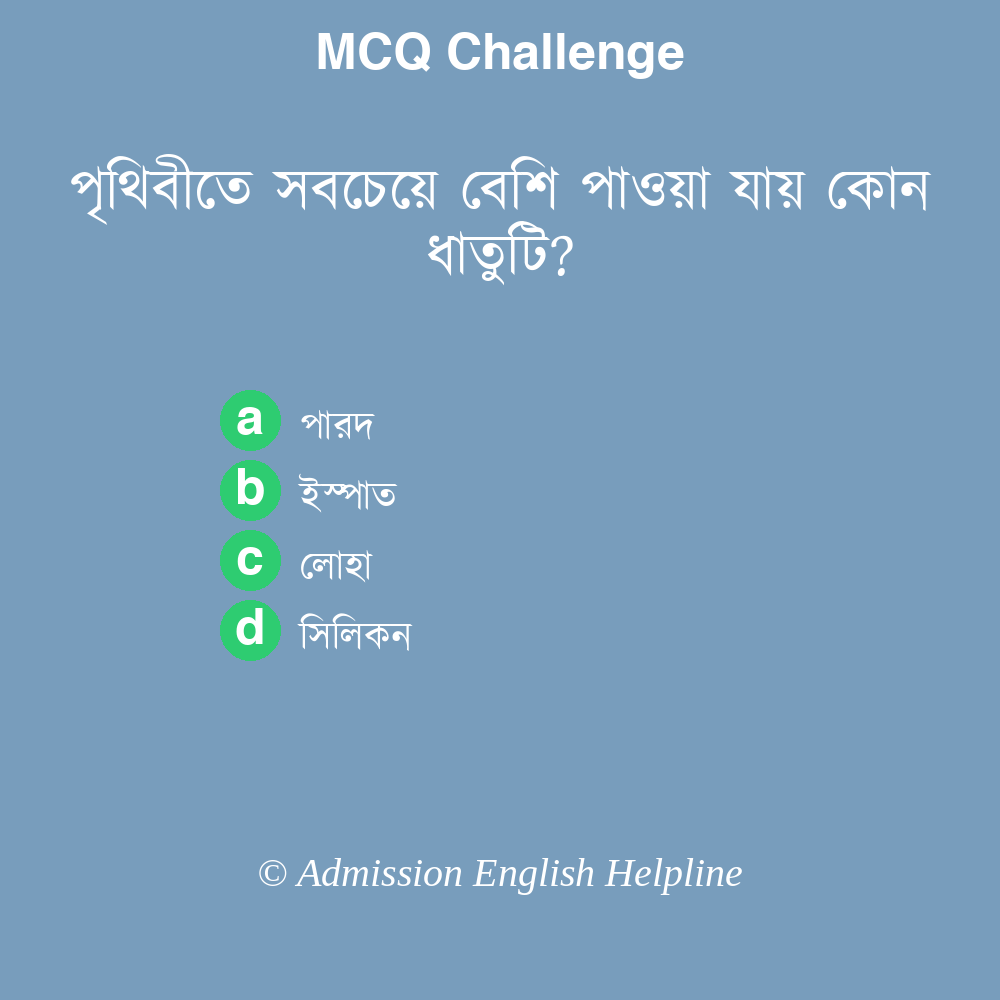 MCQ Challenge
পৃথিবীতে সবচেয়ে বেশি পাওয়া যায় কোন
ধাতুটি?
a পারদ
b ইস্পাত
c লোহা
d সিলিকন
© Admission English Helpline